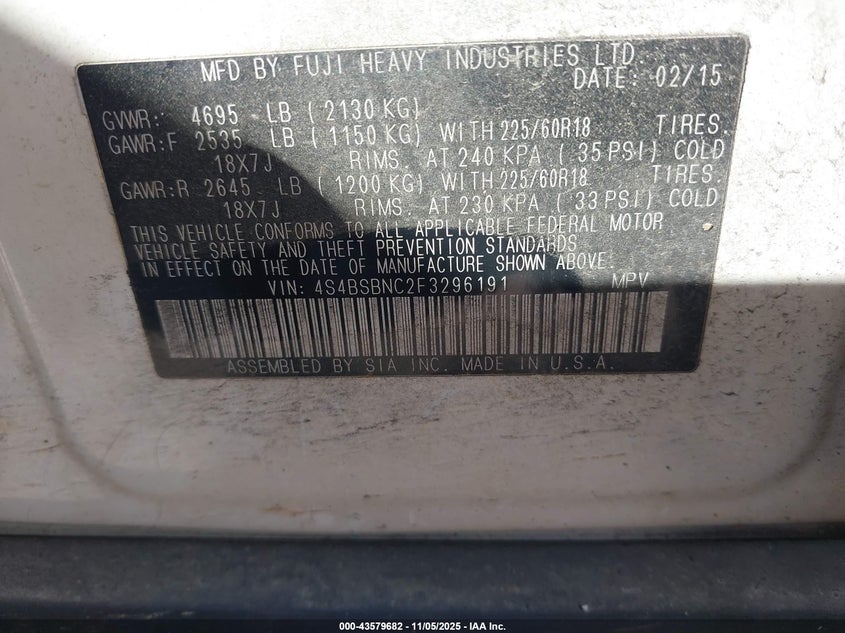 MFD BY FUJI HEAVY INDUSTRIES LTD.
DATE: 02/15
GVWR: 4695 LB ( 2130 KG)
GAWR:F 2535 LB ( 1150 KG) WITH 225/60R18 TIRES.
18X7J RIMS. AT 240 KPA ( 35 PSI) COLD
GAWR:R 2645 LB ( 1200 KG) WITH 225/60R18 TIRES.
18X7J RIMS. AT 230 KPA ( 33 PSI) COLD
THIS VEHICLE CONFORMS TO ALL APPLICABLE FEDERAL MOTOR
VEHICLE SAFETY AND THEFT PREVENTION STANDARDS
IN EFFECT ON THE DATE OF MANUFACTURE SHOWN ABOVE.
VIN: 4S4BSBNC2F3296191 MPV
ASSEMBLED BY SIA INC. MADE IN U.S.A.
000-43579682 - 11/05/2025 - IAA Inc.